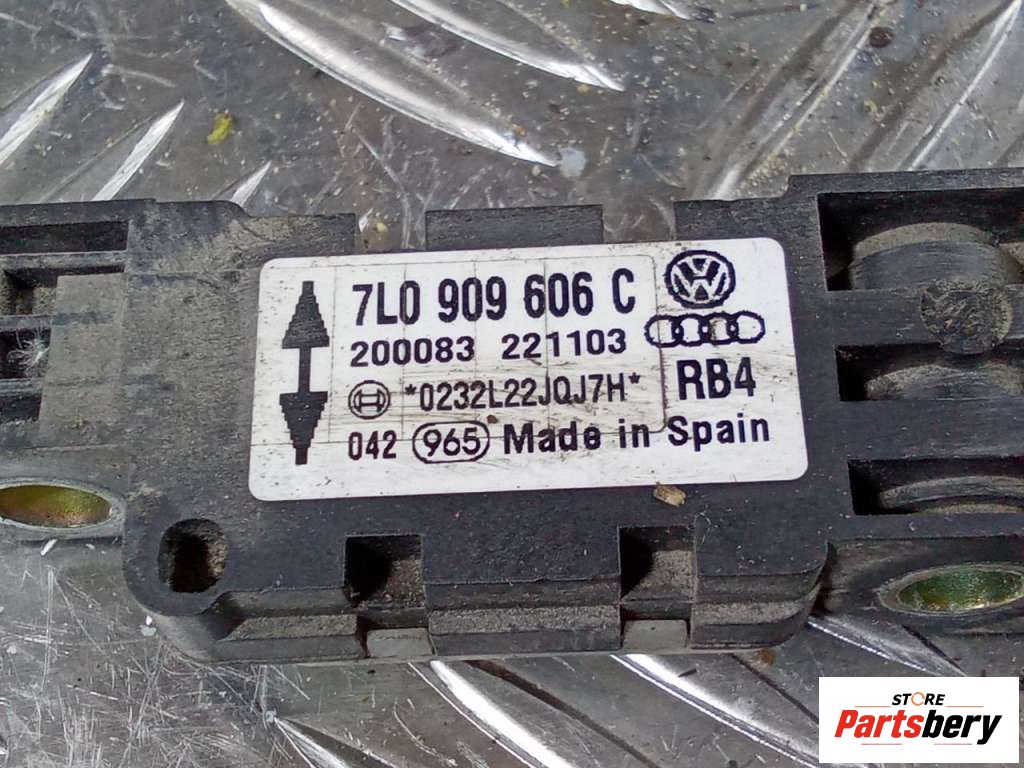 7L0 909 606 C
200083 221103
*0232L22JQJ7H* RB4
042 965 Made in Spain
STORE
Partsbery